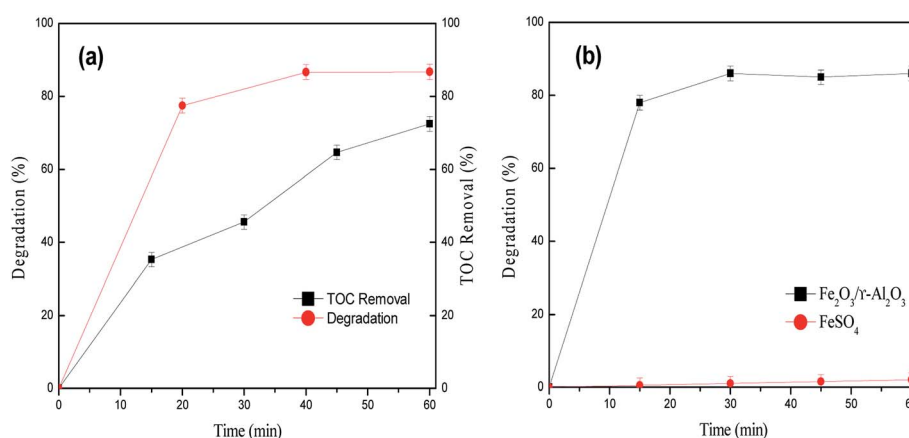 (a)
100
80
60
40
20
0
Degradation (%)
100
80
60
40
20
0
TOC Removal (%)
TOC Removal
Degradation
0 10 20 30 40 50 60
Time (min)
(b)
100
80
60
40
20
0
Degradation (%)
Fe₂O₃/ϒ-Al₂O₃
FeSO₄
0 10 20 30 40 50 60
Time (min)